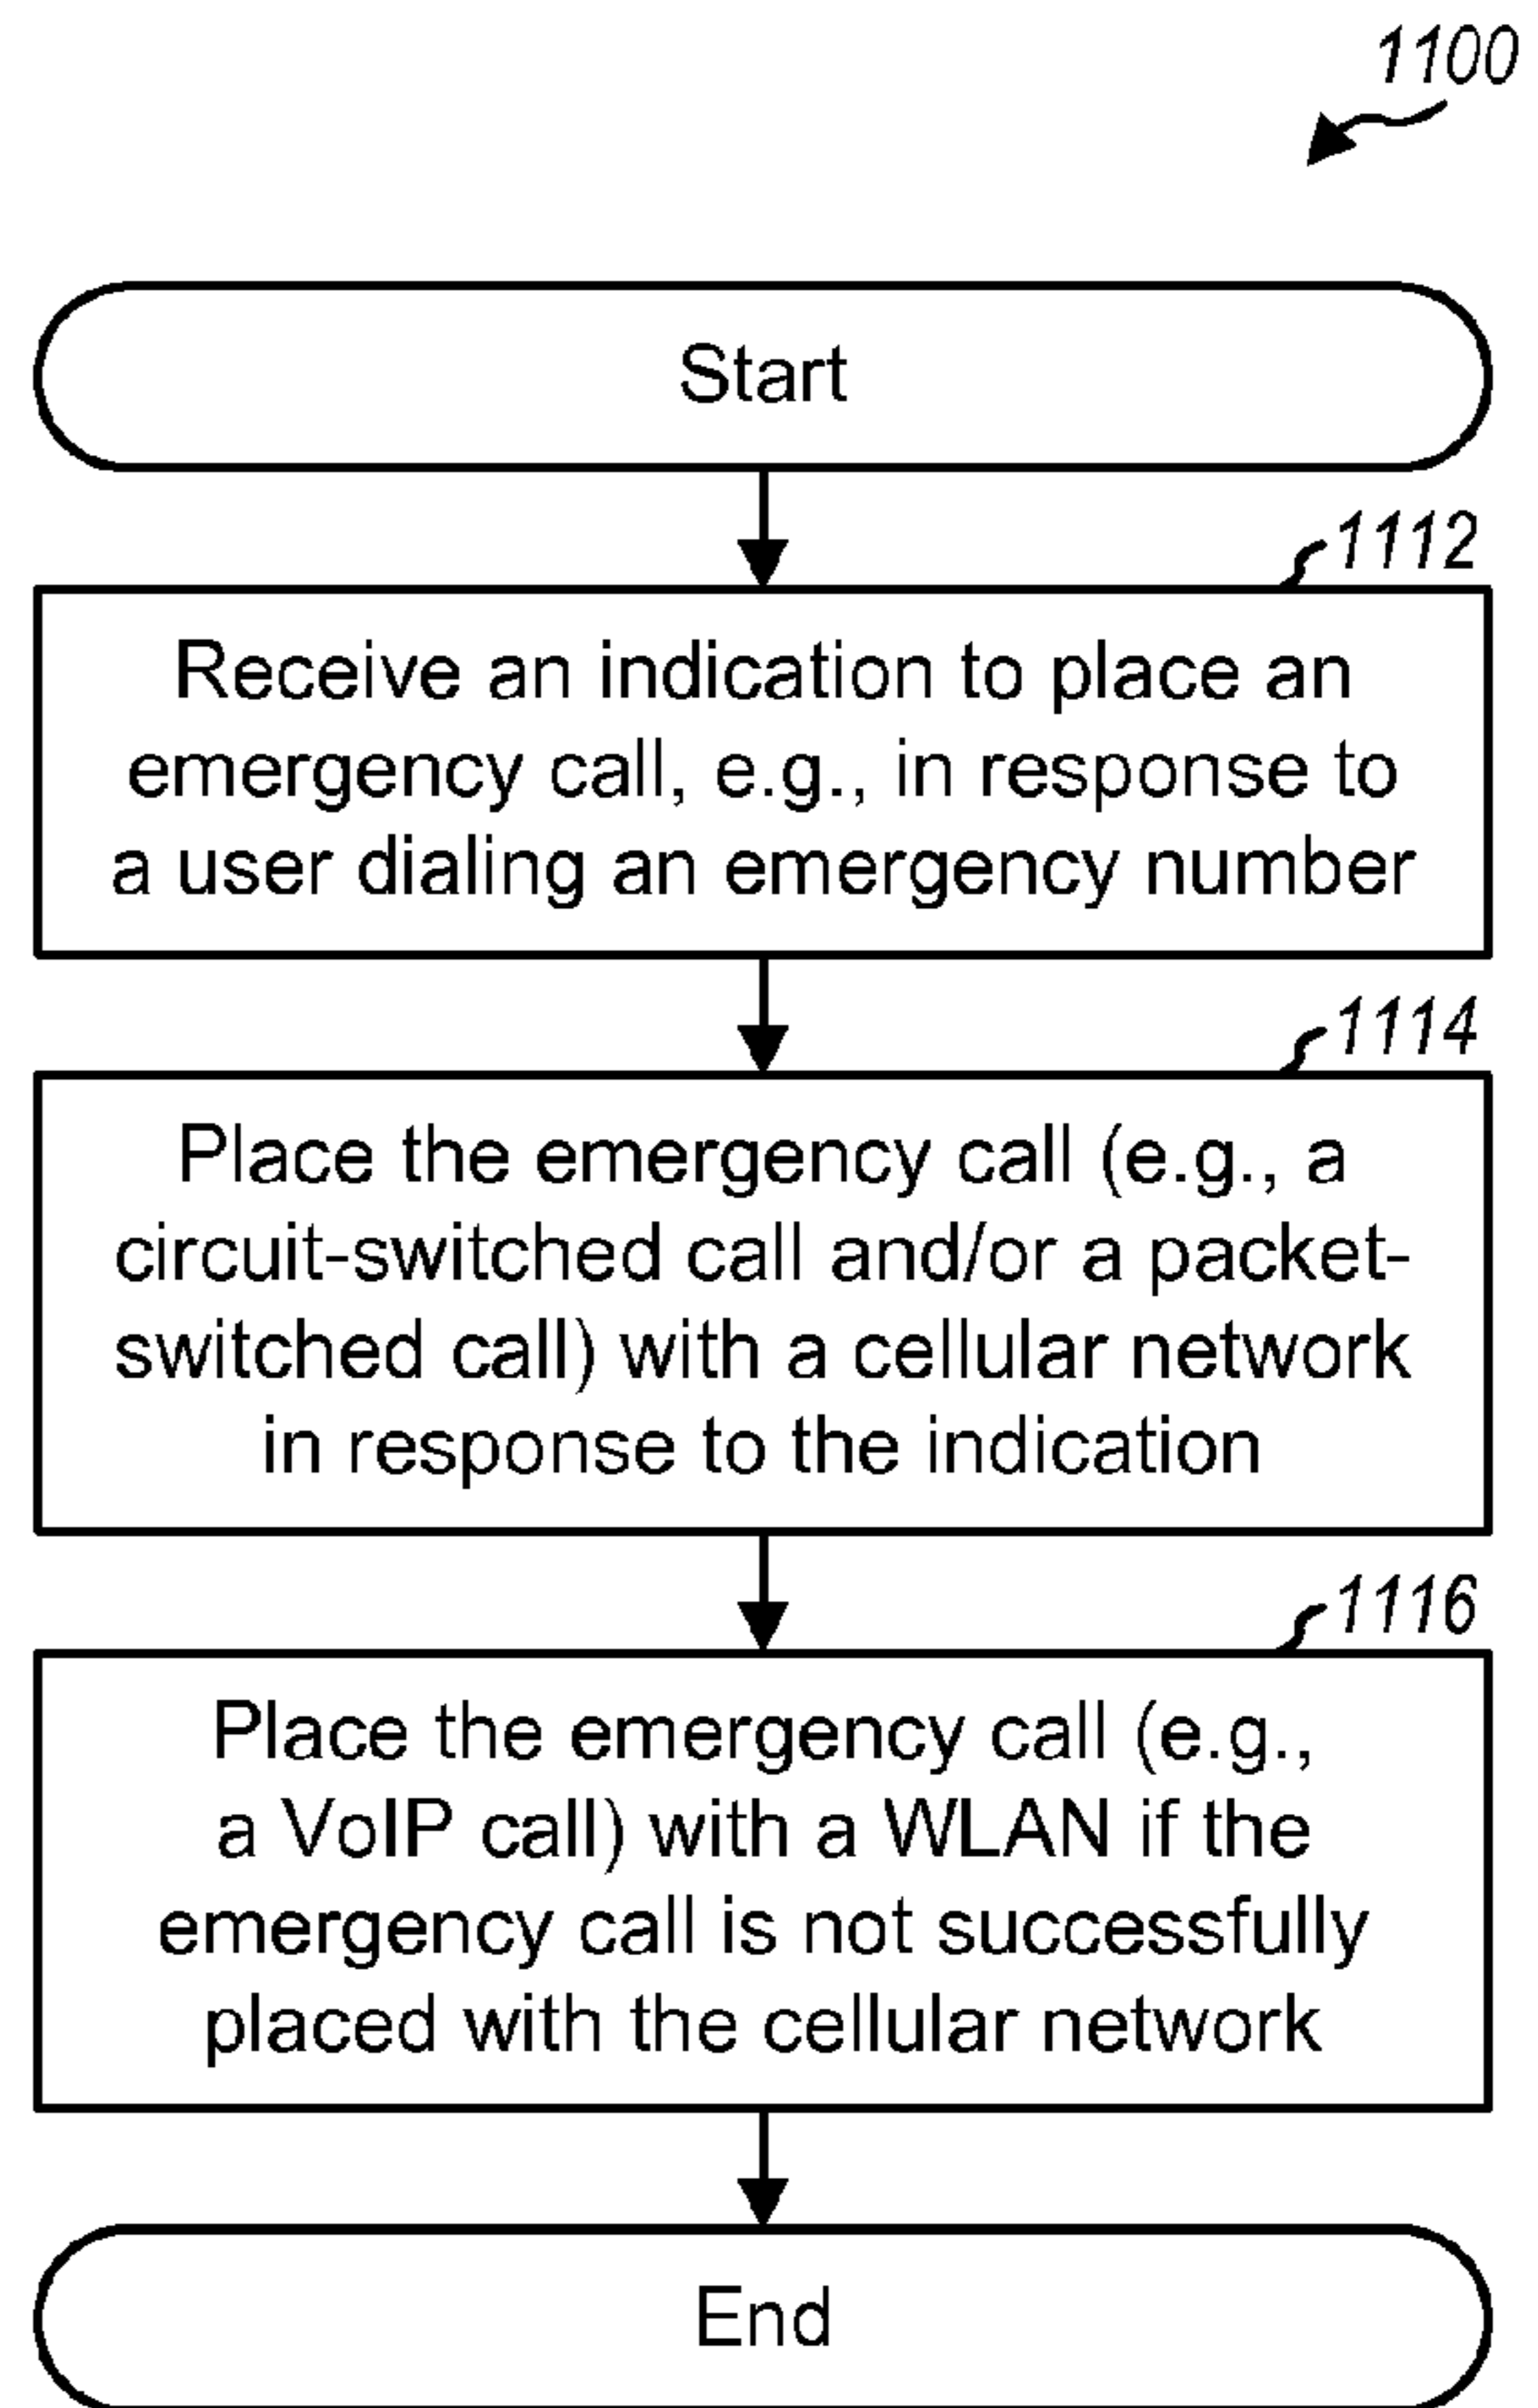 1100
Start
1112
Receive an indication to place an
emergency call, e.g., in response to
a user dialing an emergency number
1114
Place the emergency call (e.g., a
circuit-switched call and/or a packet-
switched call) with a cellular network
in response to the indication
1116
Place the emergency call (e.g.,
a VoIP call) with a WLAN if the
emergency call is not successfully
placed with the cellular network
End